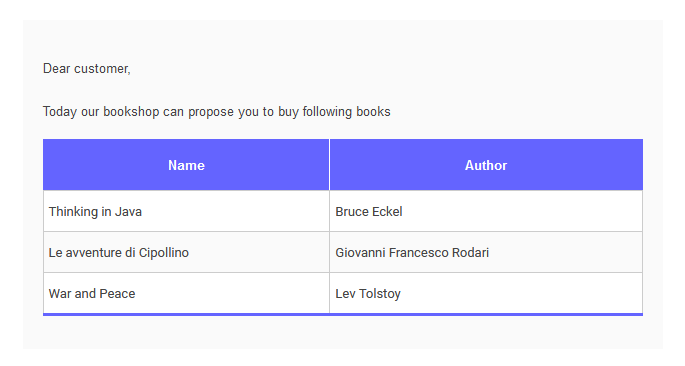 Dear customer,
Today our bookshop can propose you to buy following books
Name Author
Thinking in Java Bruce Eckel
Le avventure di Cipollino Giovanni Francesco Rodari
War and Peace Lev Tolstoy